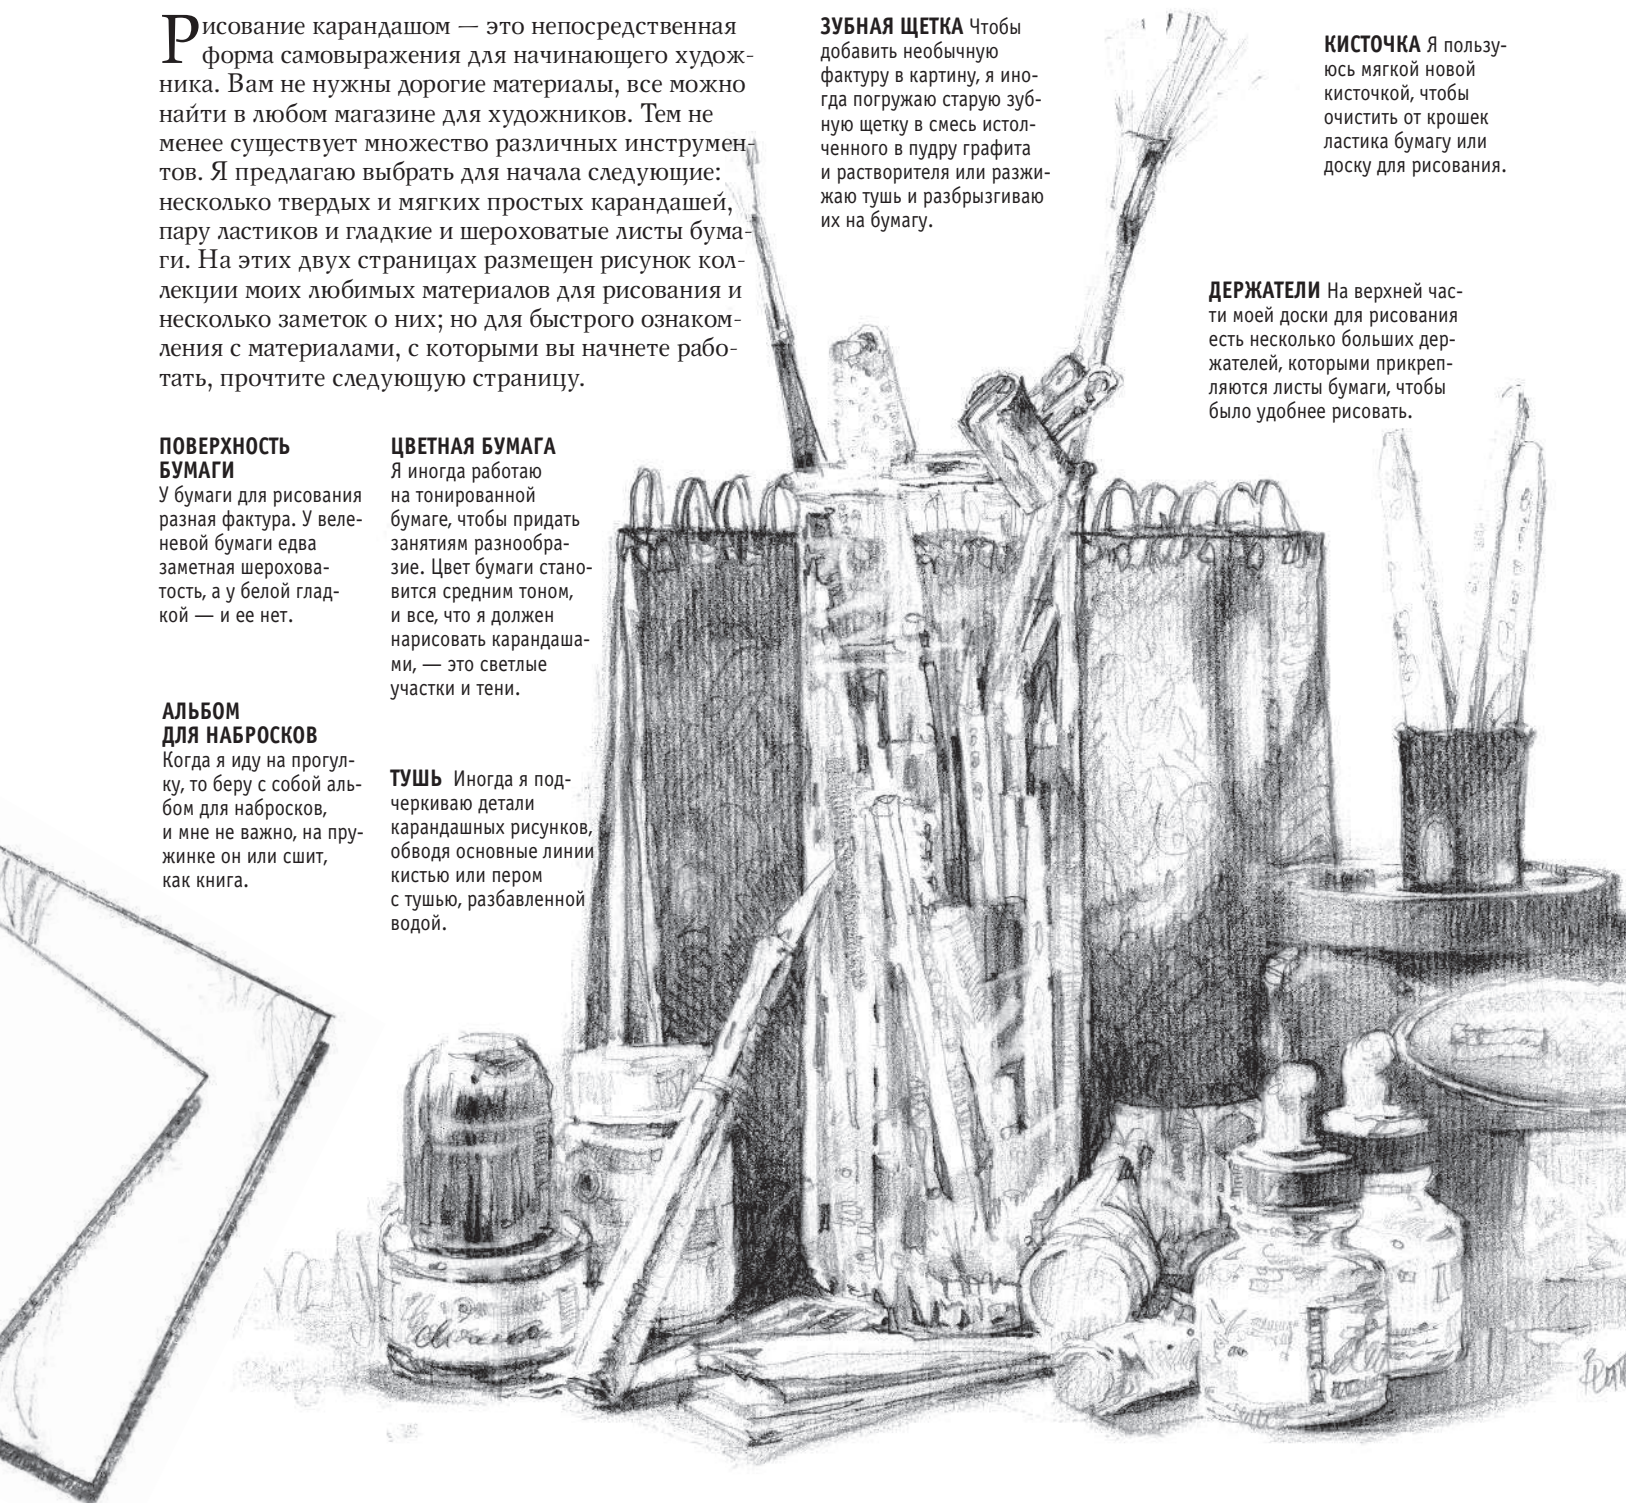 Рисование карандашом — это непосредственная
форма самовыражения для начинающего худож-
ника. Вам не нужны дорогие материалы, все можно
найти в любом магазине для художников. Тем не
менее существует множество различных инструмен-
тов. Я предлагаю выбрать для начала следующие:
несколько твердых и мягких простых карандашей,
пару ластиков и гладкие и шероховатые листы бума-
ги. На этих двух страницах размещен рисунок кол-
лекции моих любимых материалов для рисования и
несколько заметок о них; но для быстрого ознаком-
ления с материалами, с которыми вы начнете рабо-
тать, прочтите следующую страницу.
ПОВЕРХНОСТЬ
БУМАГИ
У бумаги для рисования
разная фактура. У веле-
невой бумаги едва
заметная шерохова-
тость, а у белой глад-
кой — и ее нет.
АЛЬБОМ
ДЛЯ НАБРОСКОВ
Когда я иду на прогул-
ку, то беру с собой аль-
бом для набросков,
и мне не важно, на пру-
жинке он или сшит,
как книга.
ЦВЕТНАЯ БУМАГА
Я иногда работаю
на тонированной
бумаге, чтобы придать
занятиям разнообра-
зие. Цвет бумаги стано-
вится средним тоном,
и все, что я должен
нарисовать карандаша-
ми, — это светлые
участки и тени.
ТУШЬ Иногда я под-
черкиваю детали
карандашных рисунков,
обводя основные линии
кистью или пером
с тушью, разбавленной
водой.
ЗУБНАЯ ЩЕТКА Чтобы
добавить необычную
фактуру в картину, я ино-
гда погружаю старую зуб-
ную щетку в смесь истол-
ченного в пудру графита
и растворителя или разжи-
жаю тушь и разбрызгиваю
их на бумагу.
КИСТОЧКА Я пользу-
юсь мягкой новой
кисточкой, чтобы
очистить от крошек
ластика бумагу или
доску для рисования.
ДЕРЖАТЕЛИ На верхней час-
ти моей доски для рисования
есть несколько больших дер-
жателей, которыми прикреп-
ляются листы бумаги, чтобы
было удобнее рисовать.